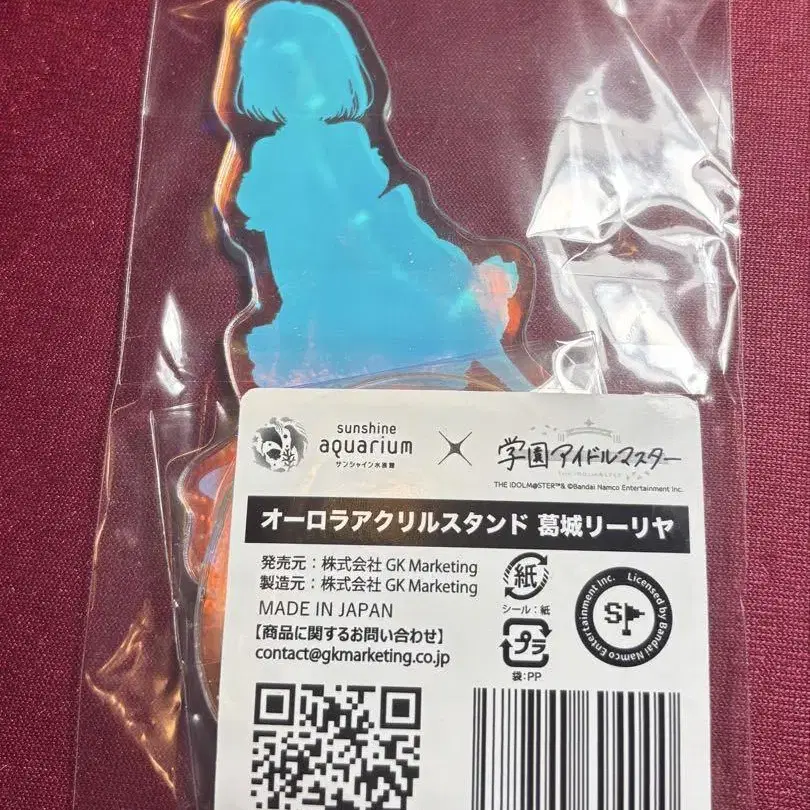 sunshine
aquarium
サンシャイン水族館
学園アイドルマスター
THE IDOLM@STER™& ©Bandai Namco Entertainment Inc.
オーロラアクリルスタンド 葛城リーリヤ
発売元：株式会社 GK Marketing
製造元：株式会社 GK Marketing
MADE IN JAPAN
【商品に関するお問い合わせ】
contact@gkmarketing.co.jp
紙
シール：紙
プラ
袋：PP
Licensed by Bandai Namco Entertainment Inc.